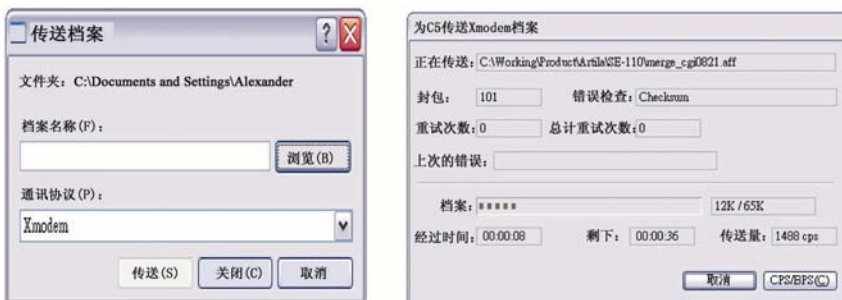 传送档案
文件夹：C:\Documents and Settings\Alexander
档案名称(F)：
浏览(B)
通讯协议(P)：
Xmodem
传送(S) 关闭(C) 取消
为C5传送Xmodem档案
正在传送：C:\Working\Product\Artila\SE-110\merge_cgi0821.aff
封包： 101 错误检查：Checksum
重试次数：0 总计重试次数：0
上次的错误：
档案： 12K / 65K
经过时间：00:00:08 剩下： 00:00:36 传送量：1488 cps
取消 CPS/BPS(C)